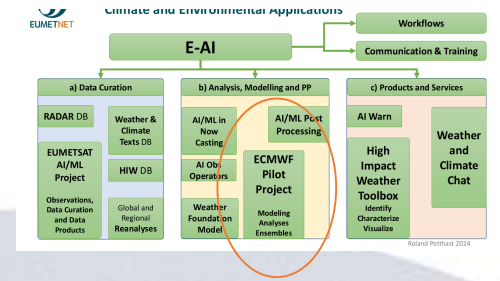 Climate and Environmental Applications
EUMETNET
E-AI
Workflows
Communication & Training
a) Data Curation
RADAR DB
Weather &
Climate
Texts DB
EUMETSAT
AI/ML
Project
Observations,
Data Curation
and Data
Products
HIW DB
Global and
Regional
Reanalyses
b) Analysis, Modelling and PP
AI/ML in
Now
Casting
AI/ML Post
Processing
AI Obs
Operators
ECMWF
Pilot
Project
Modeling
Analyses
Ensembles
Weather
Foundation
Model
c) Products and Services
AI Warn
High
Impact
Weather
Toolbox
Identify
Characterize
Visualize
Weather
and
Climate
Chat
Roland Potthast 2024